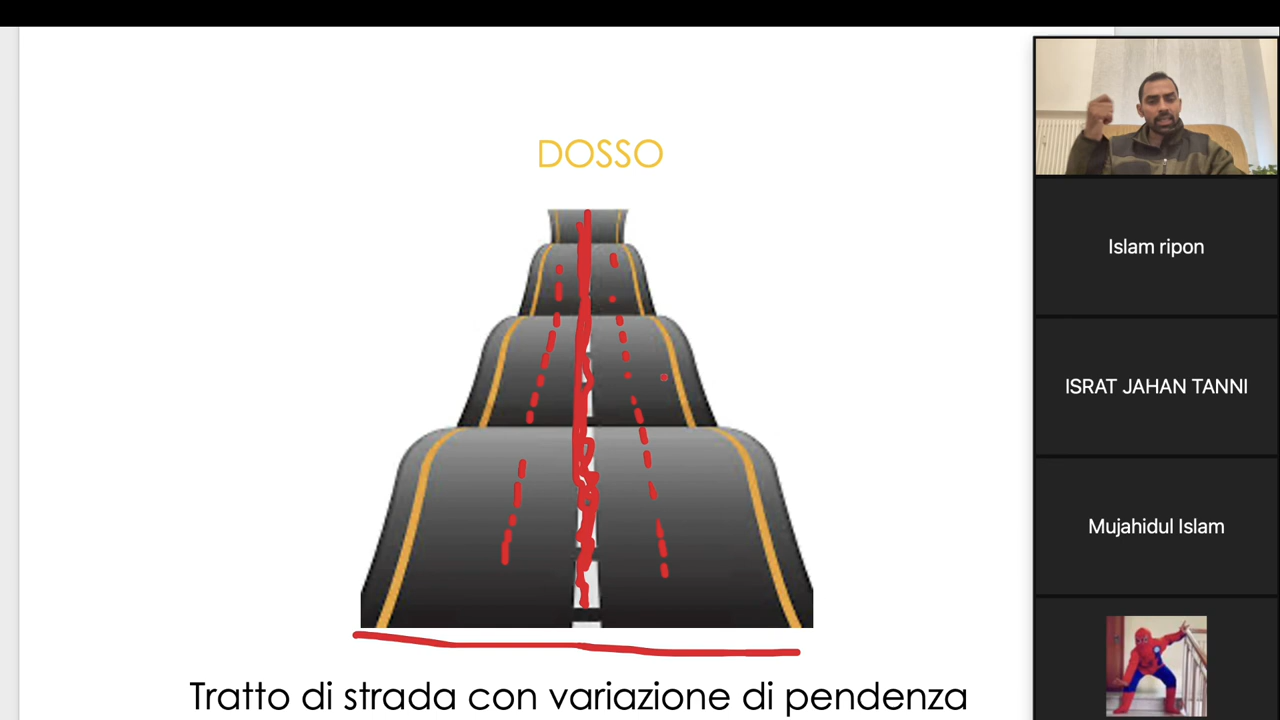 DOSSO
Tratto di strada con variazione di pendenza
Islam ripon
ISRAT JAHAN TANNI
Mujahidul Islam